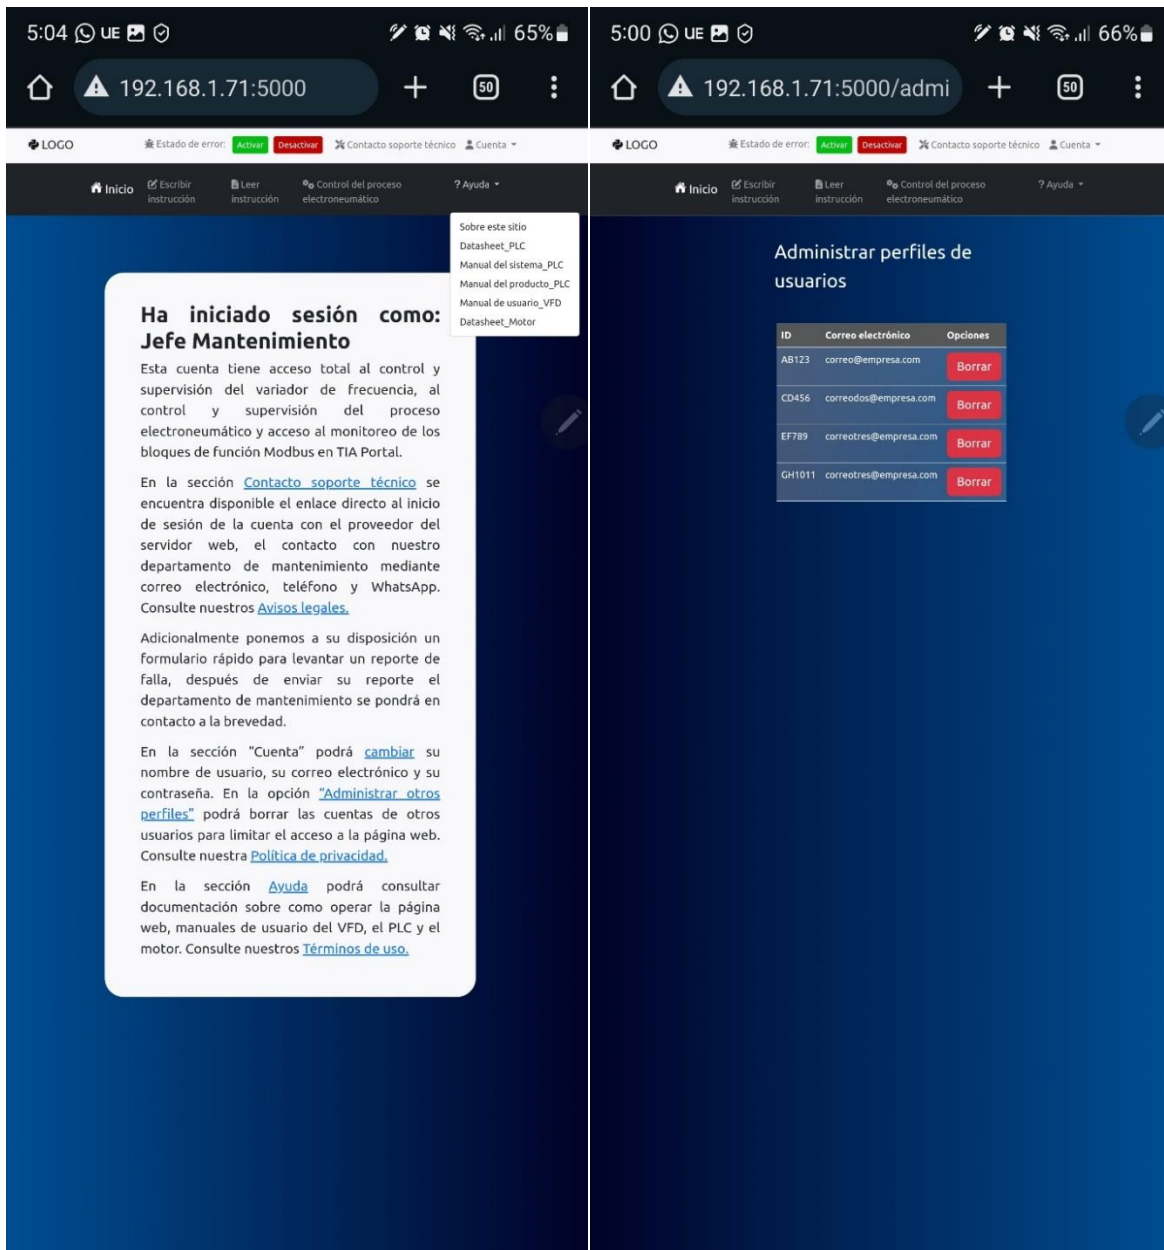 5:04 UE 65%
192.168.1.71:5000
50
LOGO
Estado de error:
Activar
Desactivar
Contacto soporte técnico
Cuenta
Inicio
Escribir
instrucción
Leer
instrucción
Control del proceso
electroneumático
? Ayuda
Sobre este sitio
Datasheet_PLC
Manual del sistema_PLC
Manual del producto_PLC
Manual de usuario_VFD
Datasheet_Motor
Ha iniciado sesión como:
Jefe Mantenimiento
Esta cuenta tiene acceso total al control y
supervisión del variador de frecuencia, al
control y supervisión del proceso
electroneumático y acceso al monitoreo de los
bloques de función Modbus en TIA Portal.
En la sección Contacto soporte técnico se
encuentra disponible el enlace directo al inicio
de sesión de la cuenta con el proveedor del
servidor web, el contacto con nuestro
departamento de mantenimiento mediante
correo electrónico, teléfono y WhatsApp.
Consulte nuestros Avisos legales.
Adicionalmente ponemos a su disposición un
formulario rápido para levantar un reporte de
falla, después de enviar su reporte el
departamento de mantenimiento se pondrá en
contacto a la brevedad.
En la sección "Cuenta" podrá cambiar su
nombre de usuario, su correo electrónico y su
contraseña. En la opción "Administrar otros
perfiles" podrá borrar las cuentas de otros
usuarios para limitar el acceso a la página web.
Consulte nuestra Política de privacidad.
En la sección Ayuda podrá consultar
documentación sobre como operar la página
web, manuales de usuario del VFD, el PLC y el
motor. Consulte nuestros Términos de uso.
5:00 UE 66%
192.168.1.71:5000/admi
50
LOGO
Estado de error:
Activar
Desactivar
Contacto soporte técnico
Cuenta
Inicio
Escribir
instrucción
Leer
instrucción
Control del proceso
electroneumático
? Ayuda
Administrar perfiles de
usuarios
ID Correo electrónico Opciones
AB123 correo@empresa.com Borrar
CD456 correodos@empresa.com Borrar
EF789 correotres@empresa.com Borrar
GH1011 correotres@empresa.com Borrar